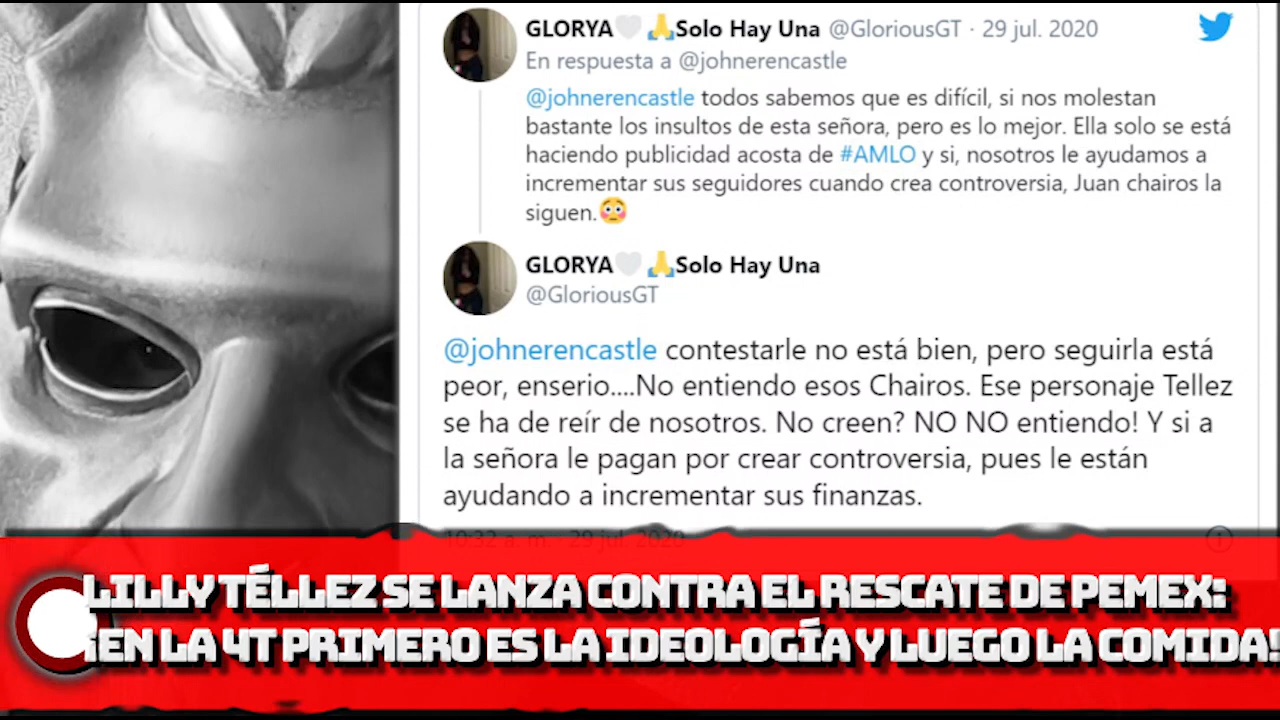 GLORYA🤍🙏Solo Hay Una @GloriousGT · 29 jul. 2020
En respuesta a @johnerencastle
@johnerencastle todos sabemos que es difícil, si nos molestan
bastante los insultos de esta señora, pero es lo mejor. Ella solo se está
haciendo publicidad acosta de #AMLO y si, nosotros le ayudamos a
incrementar sus seguidores cuando crea controversia, Juan chairos la
siguen.😳
GLORYA🤍🙏Solo Hay Una
@GloriousGT
@johnerencastle contestarle no está bien, pero seguirla está
peor, enserio....No entiendo esos Chairos. Ese personaje Tellez
se ha de reír de nosotros. No creen? NO NO entiendo! Y si a
la señora le pagan por crear controversia, pues le están
ayudando a incrementar sus finanzas.
10:32 a. m. · 29 jul. 2020
LILLY TÉLLEZ SE LANZA CONTRA EL RESCATE DE PEMEX:
¡EN LA 4T PRIMERO ES LA IDEOLOGÍA Y LUEGO LA COMIDA!